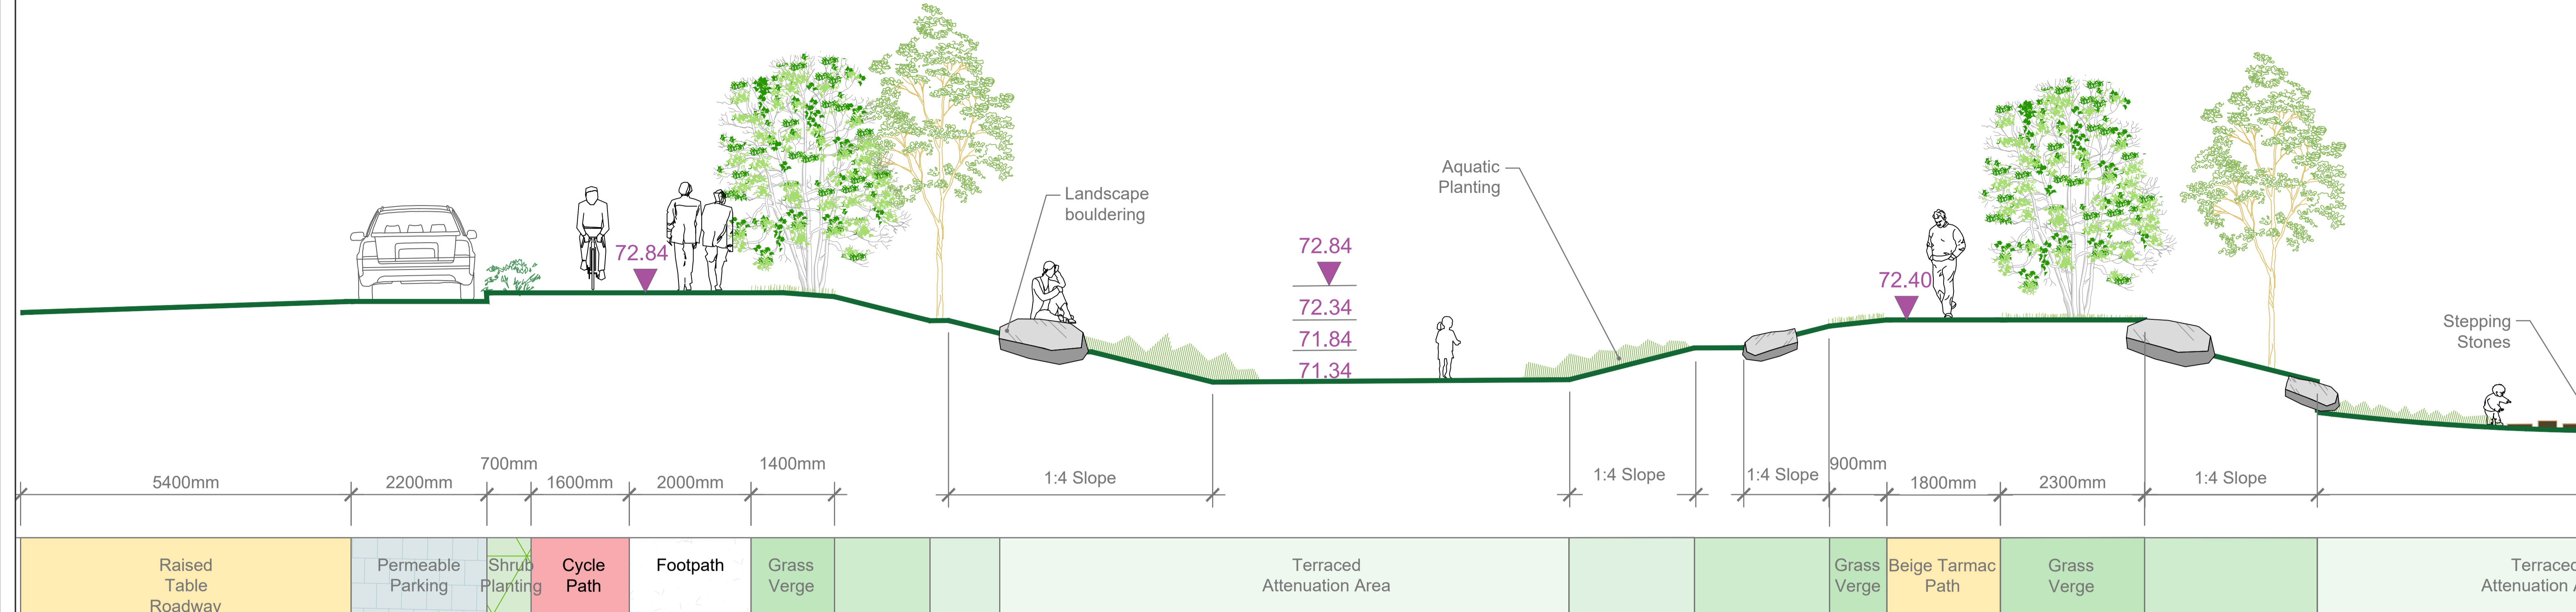 Landscape
bouldering
Aquatic
Planting
72.84
72.84
72.34
71.84
71.34
72.40
Stepping
Stones
5400mm
2200mm
700mm
1600mm
2000mm
1400mm
1:4 Slope
1:4 Slope
1:4 Slope
900mm
1800mm
2300mm
1:4 Slope
Raised
Table
Roadway
Permeable
Parking
Shrub
Planting
Cycle
Path
Footpath
Grass
Verge
Terraced
Attenuation Area
Grass
Verge
Beige Tarmac
Path
Grass
Verge
Attenuation